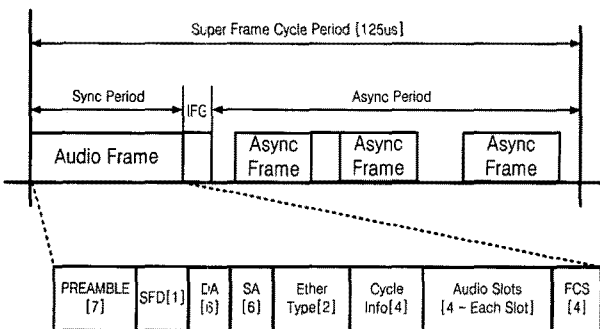 Super Frame Cycle Period [125us]
Sync Period
IFG
Async Period
Audio Frame
Async
Frame
Async
Frame
Async
Frame
PREAMBLE
[7]
SFD[1]
DA
[6]
SA
[6]
Ether
Type[2]
Cycle
Info[4]
Audio Slots
[4 ~ Each Slot]
FCS
[4]